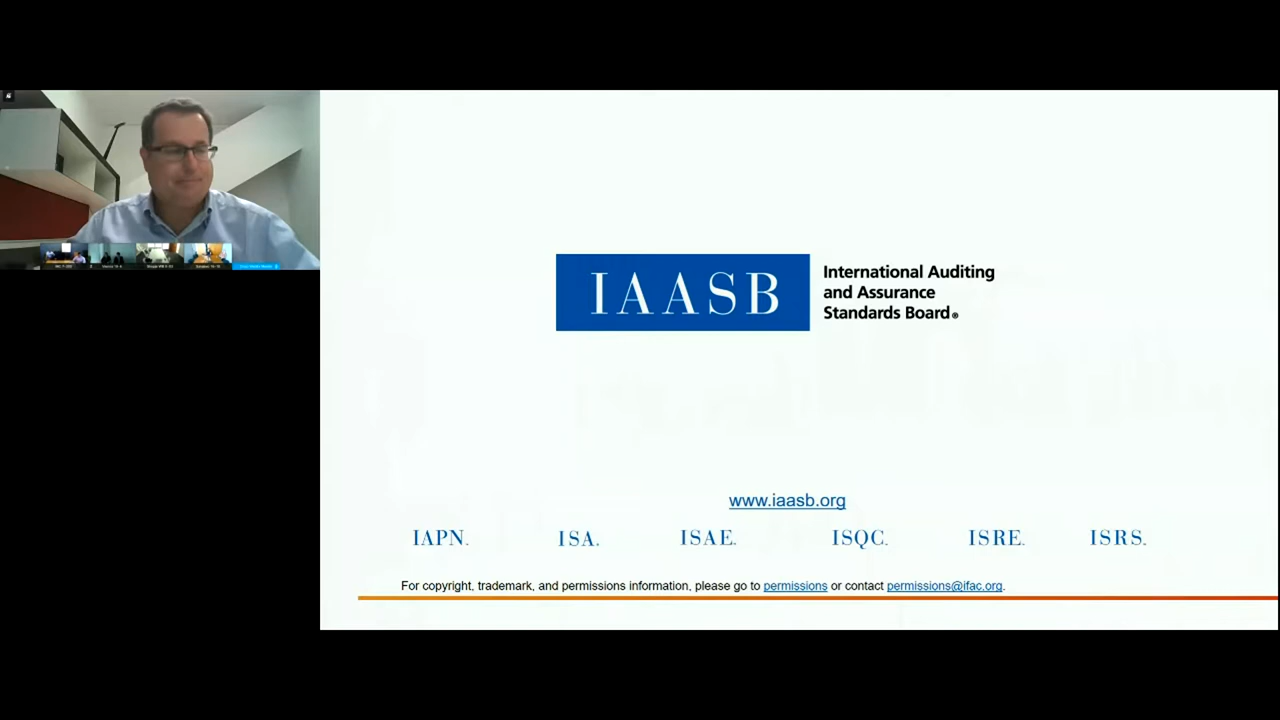 IAASB
International Auditing
and Assurance
Standards Board®
www.iaasb.org
IAPN.
ISA.
ISAE.
ISQC.
ISRE.
ISRS.
For copyright, trademark, and permissions information, please go to permissions or contact permissions@ifac.org.